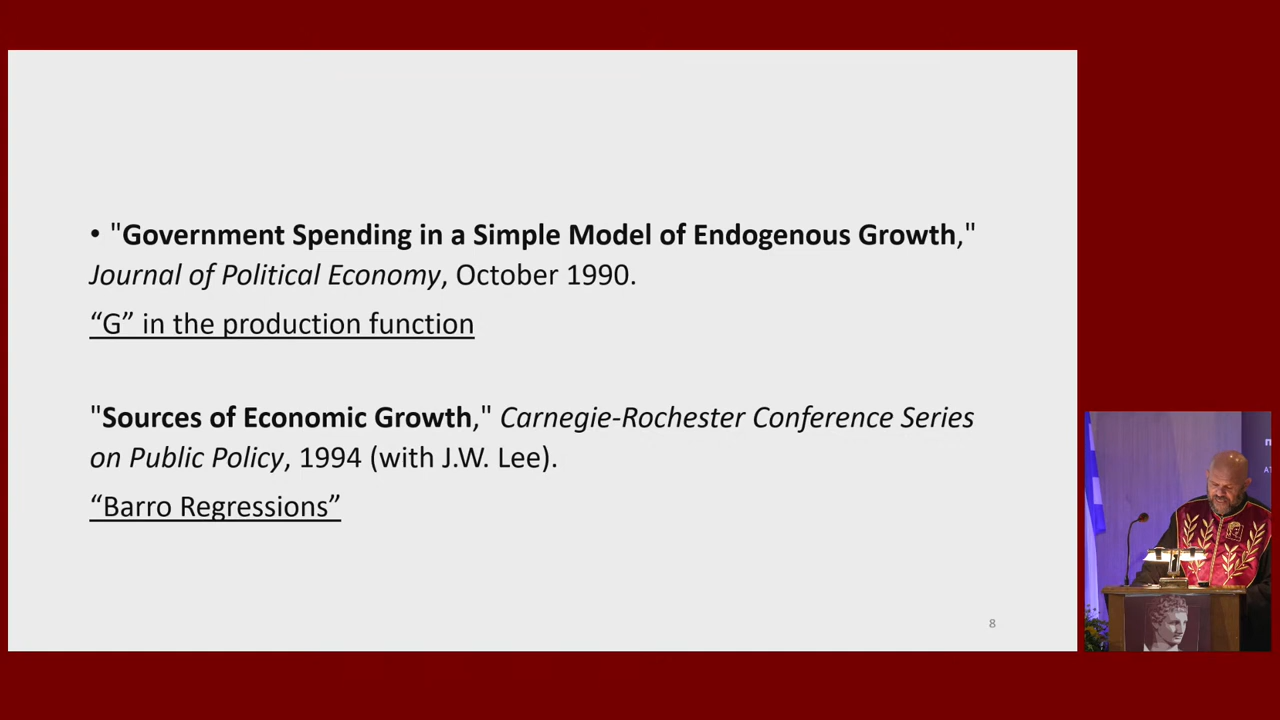 • "Government Spending in a Simple Model of Endogenous Growth,"
Journal of Political Economy, October 1990.
“G” in the production function
"Sources of Economic Growth," Carnegie-Rochester Conference Series
on Public Policy, 1994 (with J.W. Lee).
“Barro Regressions”
8